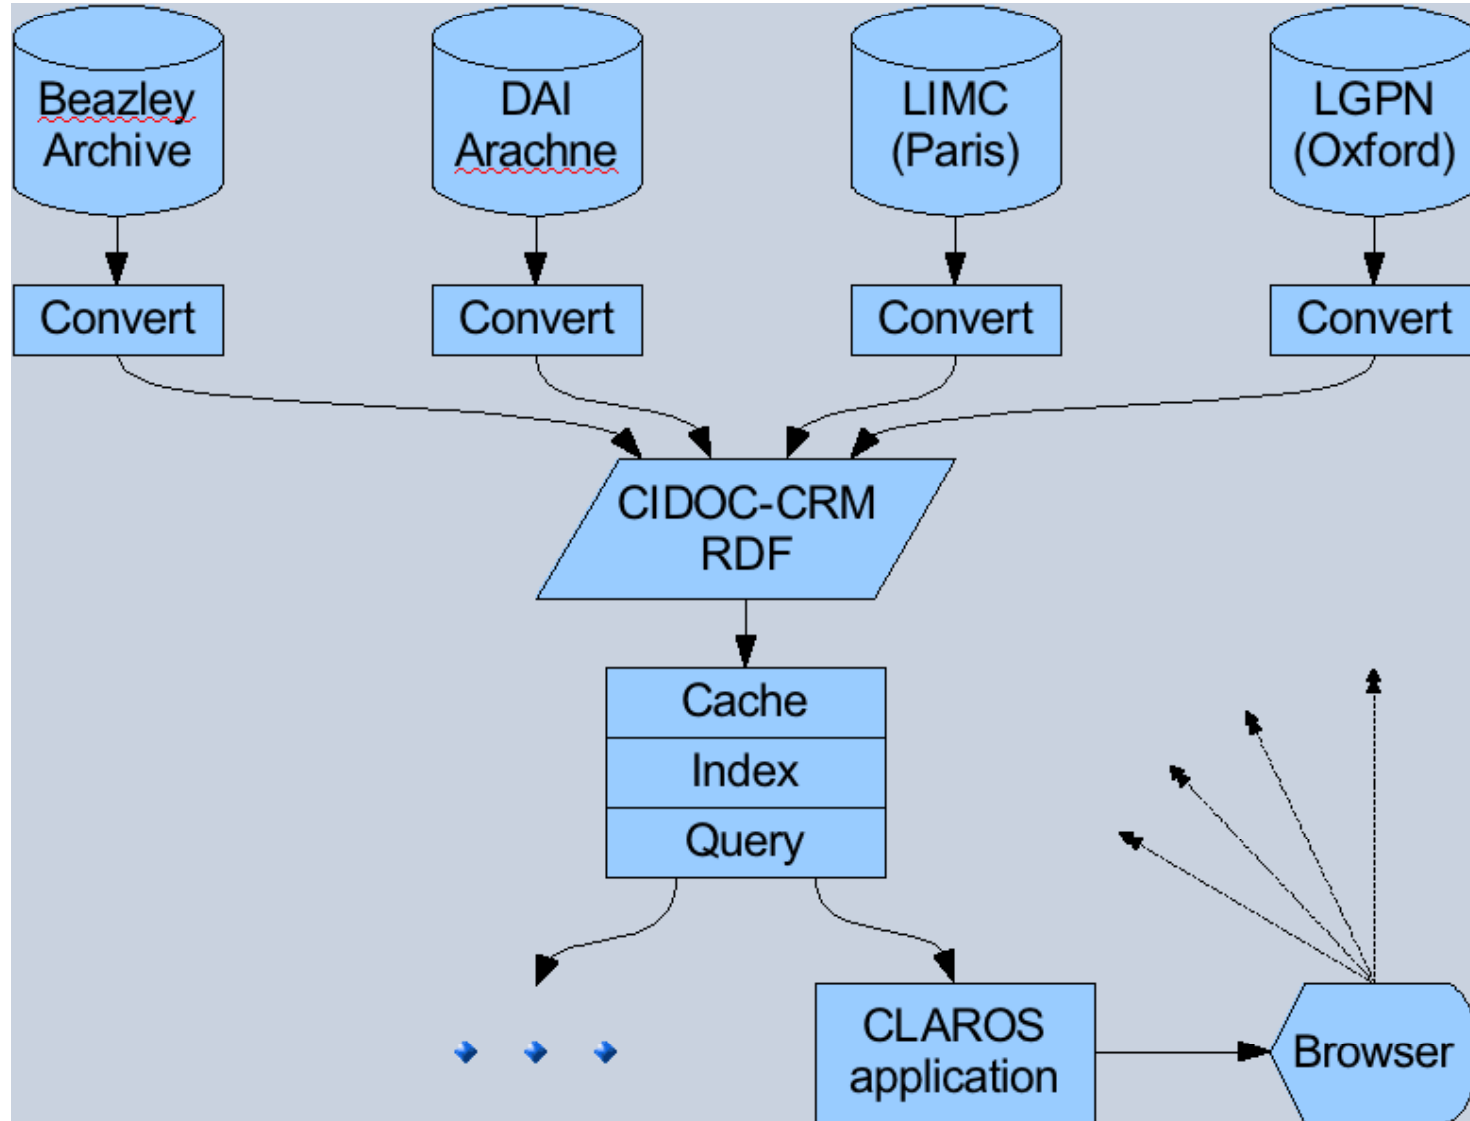 Beazley
Archive
DAI
Arachne
LIMC
(Paris)
LGPN
(Oxford)
Convert
Convert
Convert
Convert
CIDOC-CRM
RDF
Cache
Index
Query
CLAROS
application
Browser